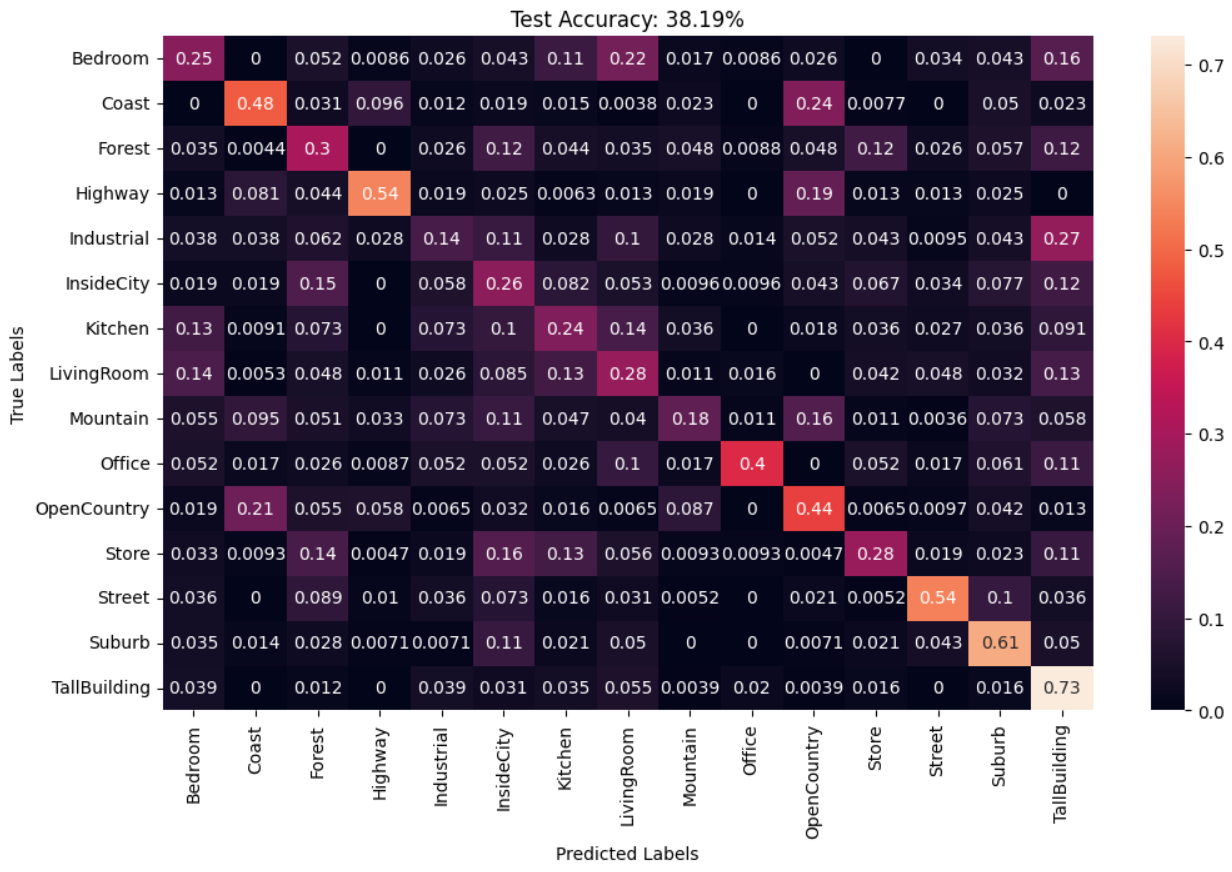 Test Accuracy: 38.19%
Bedroom 0.25 0 0.052 0.0086 0.026 0.043 0.11 0.22 0.017 0.0086 0.026 0 0.034 0.043 0.16
Coast 0 0.48 0.031 0.096 0.012 0.019 0.015 0.0038 0.023 0 0.24 0.0077 0 0.05 0.023
Forest 0.035 0.0044 0.3 0 0.026 0.12 0.044 0.035 0.048 0.0088 0.048 0.12 0.026 0.057 0.12
Highway 0.013 0.081 0.044 0.54 0.019 0.025 0.0063 0.013 0.019 0 0.19 0.013 0.013 0.025 0
Industrial 0.038 0.038 0.062 0.028 0.14 0.11 0.028 0.1 0.028 0.014 0.052 0.043 0.0095 0.043 0.27
InsideCity 0.019 0.019 0.15 0 0.058 0.26 0.082 0.053 0.0096 0.0096 0.043 0.067 0.034 0.077 0.12
Kitchen 0.13 0.0091 0.073 0 0.073 0.1 0.24 0.14 0.036 0 0.018 0.036 0.027 0.036 0.091
LivingRoom 0.14 0.0053 0.048 0.011 0.026 0.085 0.13 0.28 0.011 0.016 0 0.042 0.048 0.032 0.13
Mountain 0.055 0.095 0.051 0.033 0.073 0.11 0.047 0.04 0.18 0.011 0.16 0.011 0.0036 0.073 0.058
Office 0.052 0.017 0.026 0.0087 0.052 0.052 0.026 0.1 0.017 0.4 0 0.052 0.017 0.061 0.11
OpenCountry 0.019 0.21 0.055 0.058 0.0065 0.032 0.016 0.0065 0.087 0 0.44 0.0065 0.0097 0.042 0.013
Store 0.033 0.0093 0.14 0.0047 0.019 0.16 0.13 0.056 0.0093 0.0093 0.0047 0.28 0.019 0.023 0.11
Street 0.036 0 0.089 0.01 0.036 0.073 0.016 0.031 0.0052 0 0.021 0.0052 0.54 0.1 0.036
Suburb 0.035 0.014 0.028 0.0071 0.0071 0.11 0.021 0.05 0 0 0.0071 0.021 0.043 0.61 0.05
TallBuilding 0.039 0 0.012 0 0.039 0.031 0.035 0.055 0.0039 0.02 0.0039 0.016 0 0.016 0.73
True Labels
Bedroom
Coast
Forest
Highway
Industrial
InsideCity
Kitchen
LivingRoom
Mountain
Office
OpenCountry
Store
Street
Suburb
TallBuilding
Predicted Labels
0.7
0.6
0.5
0.4
0.3
0.2
0.1
0.0